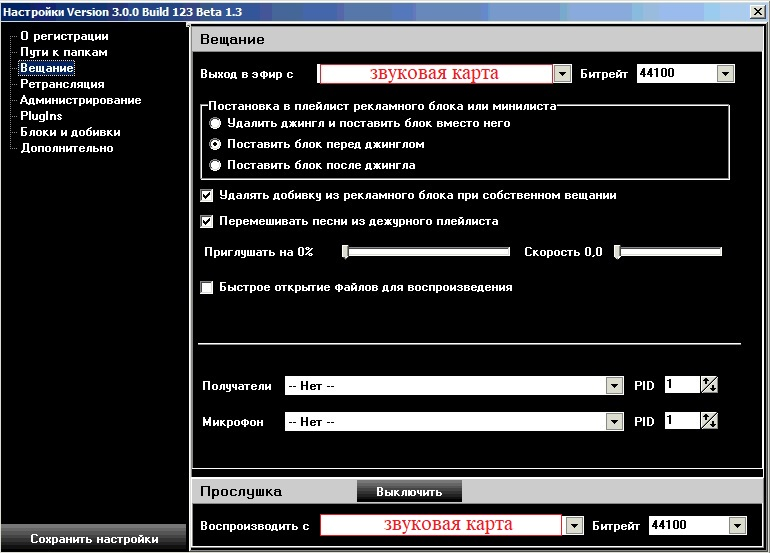 Настройки Version 3.0.0 Build 123 Beta 1.3
О регистрации
Пути к папкам
Вещание
Ретрансляция
Администрирование
PlugIns
Блоки и добивки
Дополнительно
Сохранить настройки
Вещание
Выход в эфир с звуковая карта Битрейт 44100
Постановка в плейлист рекламного блока или минилиста
Удалить джингл и поставить блок вместо него
Поставить блок перед джинглом
Поставить блок после джингла
Удалять добивку из рекламного блока при собственном вещании
Перемешивать песни из дежурного плейлиста
Приглушать на 0% Скорость 0,0
Быстрое открытие файлов для воспроизведения
Получатели -- Нет -- PID 1
Микрофон -- Нет -- PID 1
Прослушка Выключить
Воспроизводить с звуковая карта Битрейт 44100